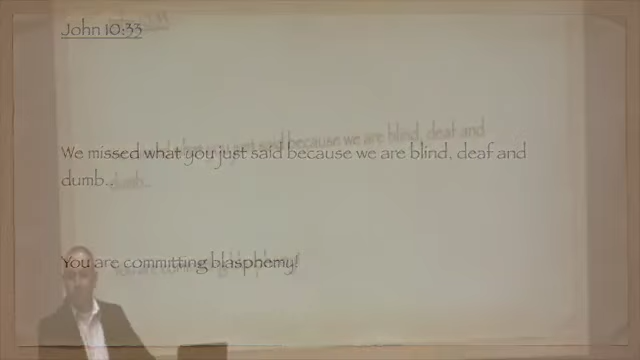 John 10:33
We missed what you just said because we are blind, deaf and
dumb..
You are committing blasphemy!